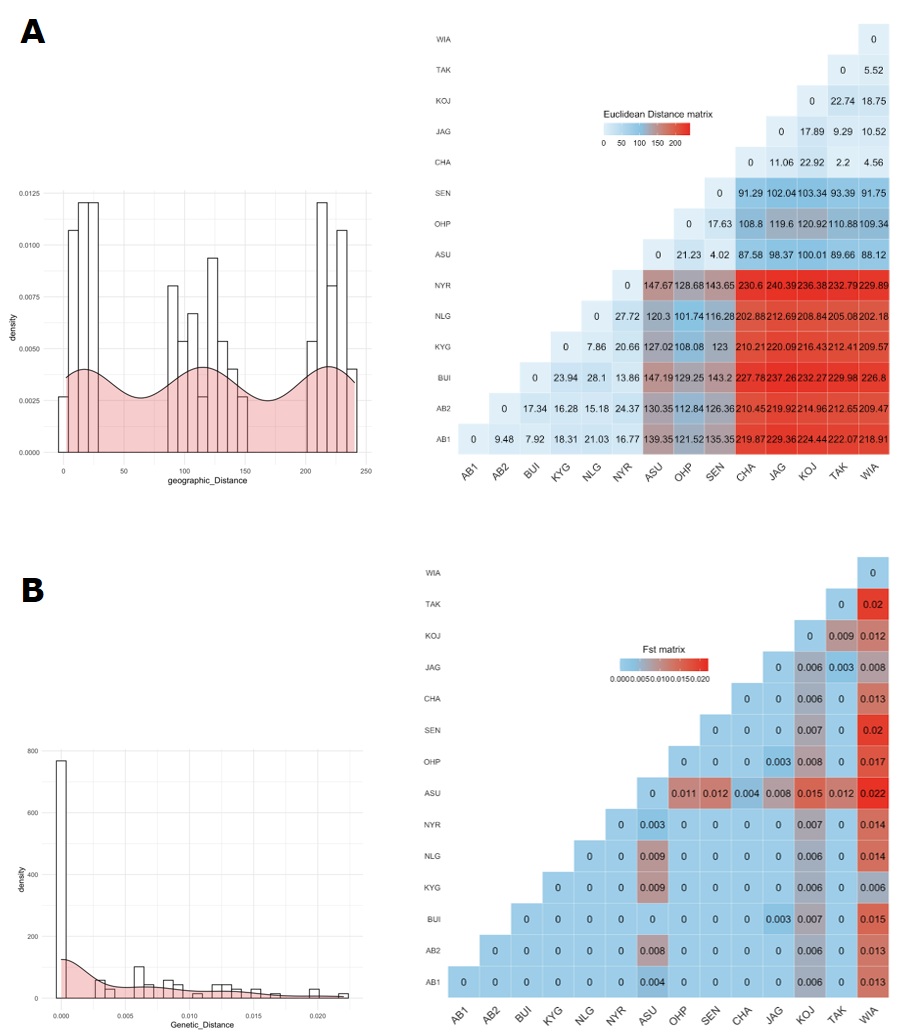 A
WIA 0
TAK 0 5.52
KOJ 0 22.74 18.75
Euclidean Distance matrix
0 50 100 150 200
JAG 0 17.89 9.29 10.52
CHA 0 11.06 22.92 2.2 4.56
SEN 0 91.29 102.04 103.34 93.39 91.75
OHP 0 17.63 108.8 119.6 120.92 110.88 109.34
ASU 0 21.23 4.02 87.58 98.37 100.01 89.66 88.12
NYR 0 147.67 128.68 143.65 230.6 240.39 236.38 232.79 229.89
NLG 0 27.72 120.3 101.74 116.28 202.88 212.69 208.84 205.08 202.18
KYG 0 7.86 20.66 127.02 108.08 123 210.21 220.09 216.43 212.41 209.57
BUI 0 23.94 28.1 13.86 147.19 129.25 143.2 227.78 237.26 232.27 229.98 226.8
AB2 0 17.34 16.28 15.18 24.37 130.35 112.84 126.36 210.45 219.92 214.96 212.65 209.47
AB1 0 9.48 7.92 18.31 21.03 16.77 139.35 121.52 135.35 219.87 229.36 224.44 222.07 218.91
AB1 AB2 BUI KYG NLG NYR ASU OHP SEN CHA JAG KOJ TAK WIA
0.0125
0.0100
0.0075
0.0050
0.0025
0.0000
density
0 50 100 150 200 250
geographic_Distance
B
WIA 0
TAK 0 0.02
KOJ 0 0.009 0.012
Fst matrix
0.0000.0050.0100.0150.020
JAG 0 0.006 0.003 0.008
CHA 0 0 0.006 0 0.013
SEN 0 0 0 0.007 0 0.02
OHP 0 0 0 0.003 0.008 0 0.017
ASU 0 0.011 0.012 0.004 0.008 0.015 0.012 0.022
NYR 0 0.003 0 0 0 0 0.007 0 0.014
NLG 0 0 0.009 0 0 0 0 0.006 0 0.014
KYG 0 0 0 0.009 0 0 0 0 0.006 0 0.006
BUI 0 0 0 0 0 0 0 0 0.003 0.007 0 0.015
AB2 0 0 0 0 0 0.008 0 0 0 0 0.006 0 0.013
AB1 0 0 0 0 0 0 0.004 0 0 0 0 0.006 0 0.013
AB1 AB2 BUI KYG NLG NYR ASU OHP SEN CHA JAG KOJ TAK WIA
800
600
400
200
0
density
0.000 0.005 0.010 0.015 0.020
Genetic_Distance